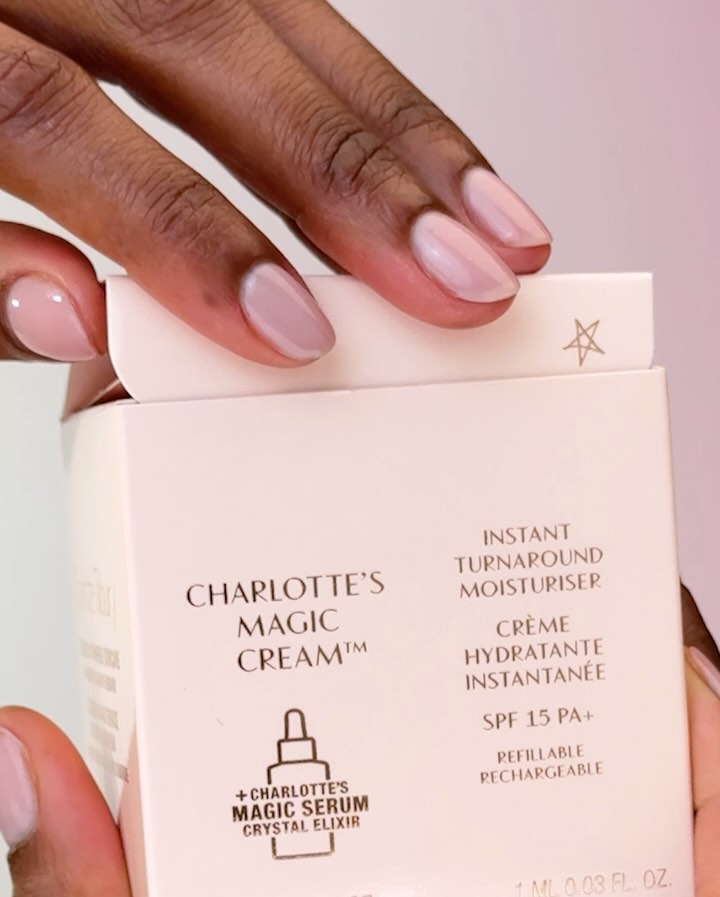 CHARLOTTE'S
MAGIC
CREAM™
+CHARLOTTE'S
MAGIC SERUM
CRYSTAL ELIXIR
INSTANT
TURNAROUND
MOISTURISER
CRÈME
HYDRATANTE
INSTANTANÉE
SPF 15 PA+
REFILLABLE
RECHARGEABLE
1 ML 0.03 FL. OZ.